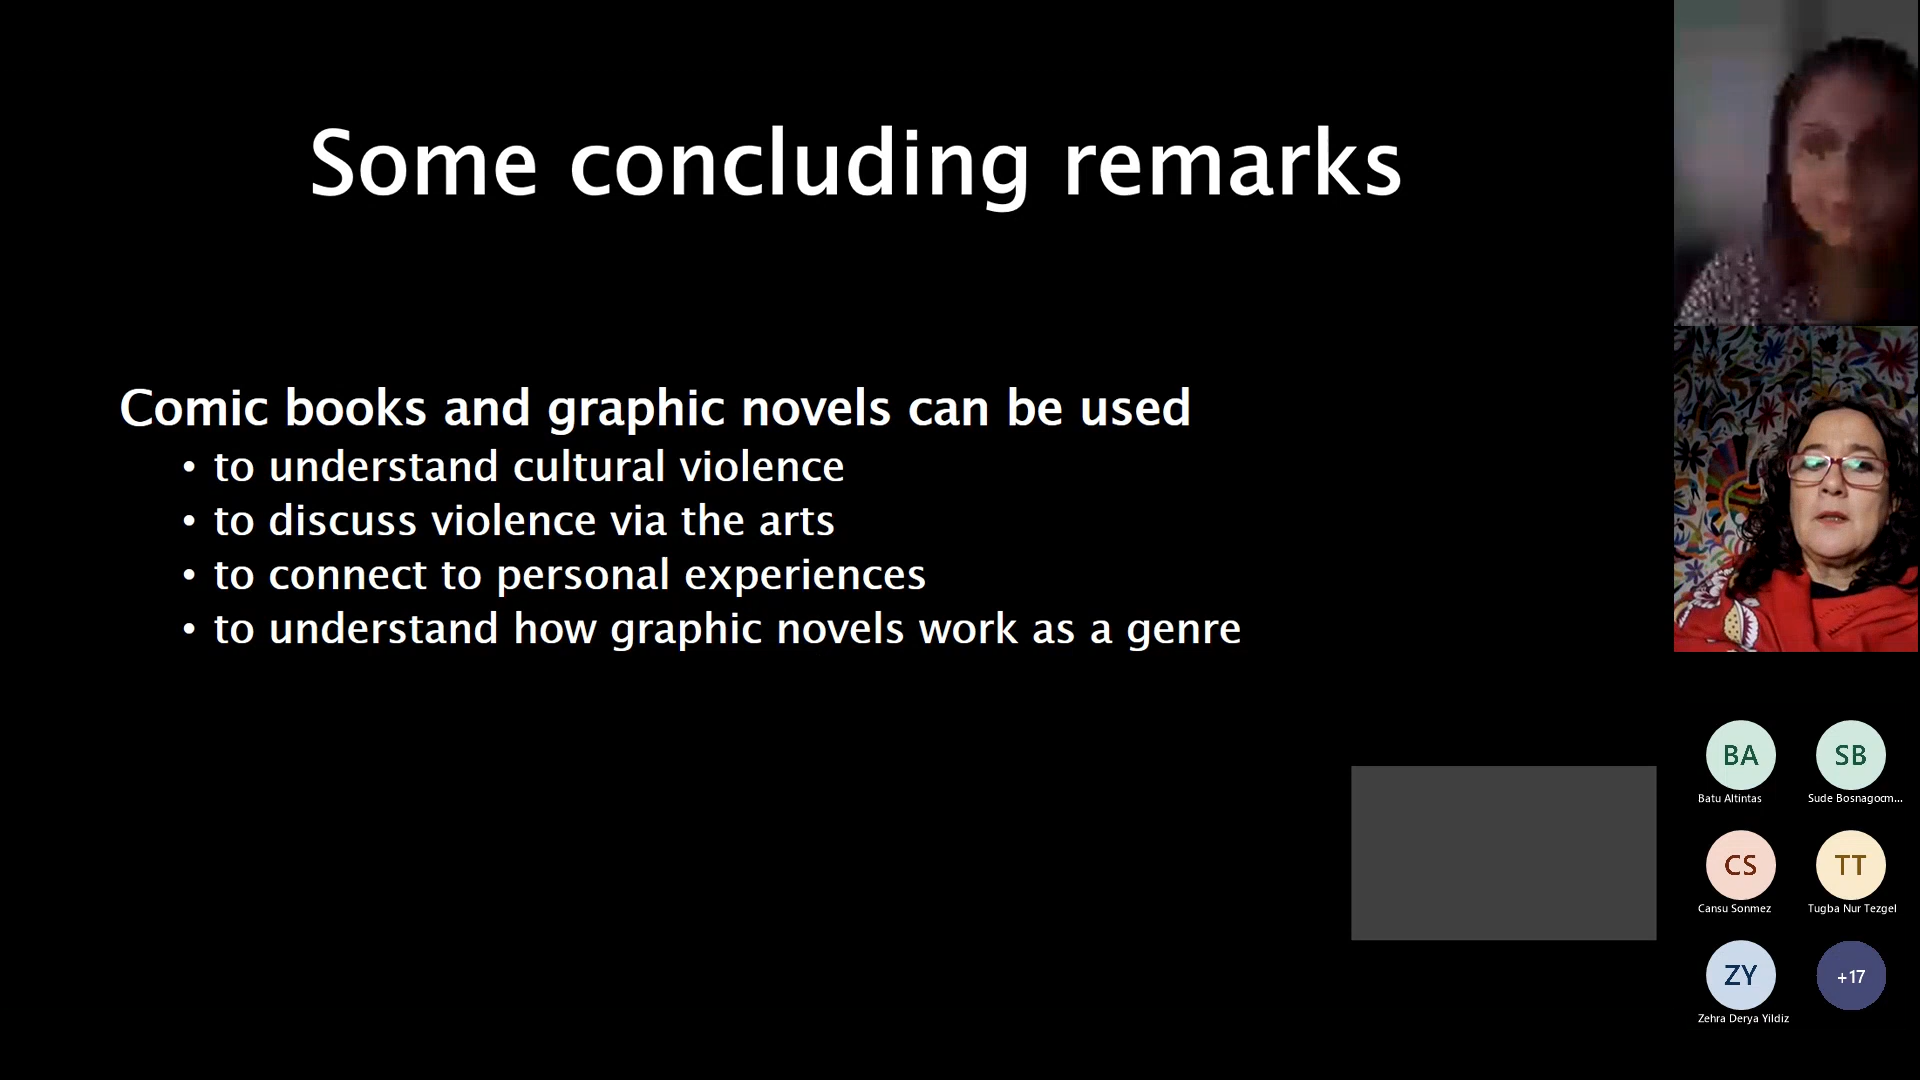 Some concluding remarks
Comic books and graphic novels can be used
• to understand cultural violence
• to discuss violence via the arts
• to connect to personal experiences
• to understand how graphic novels work as a genre
BA
SB
Batu Altintas
Sude Bosnagocm...
CS
TT
Cansu Sonmez
Tugba Nur Tezgel
ZY
+17
Zehra Derya Yildiz